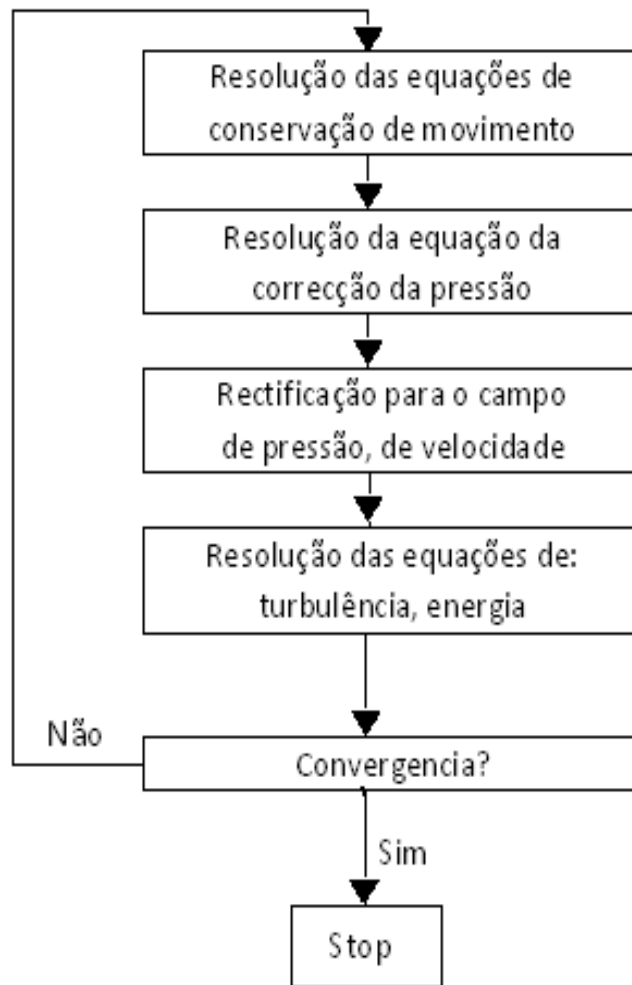 Resolução das equações de
conservação de movimento
Resolução da equação da
correcção da pressão
Rectificação para o campo
de pressão, de velocidade
Resolução das equações de:
turbulência, energia
Não
Convergencia?
Sim
Stop